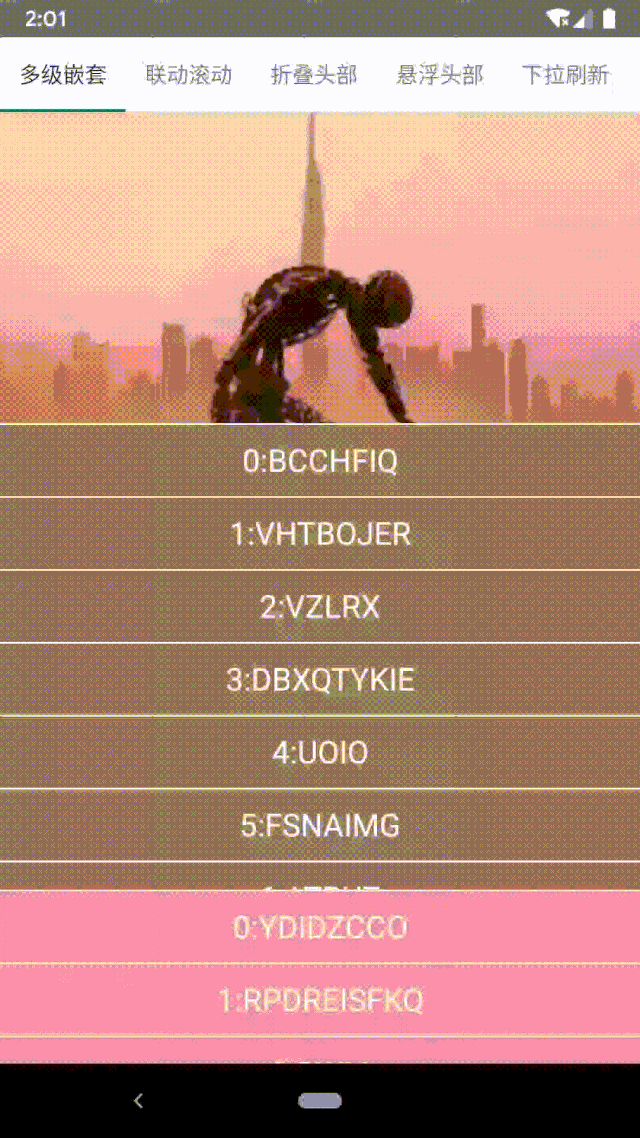 2:01
多级嵌套 联动滚动 折叠头部 悬浮头部 下拉刷新
0:BCCHFIQ
1:VHTBOJER
2:VZLRX
3:DBXQTYKIE
4:UOIO
5:FSNAIMG
0:YDIDZCCO
1:RPDREISFKQ